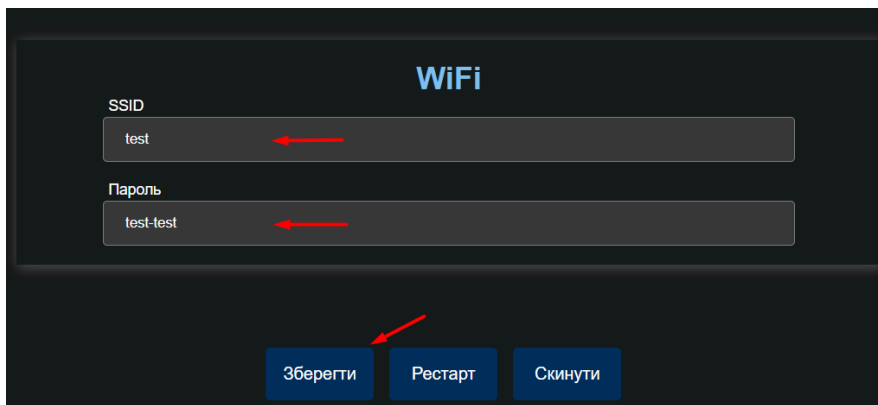 WiFi
SSID
test
Пароль
test-test
Зберегти Рестарт Скинути